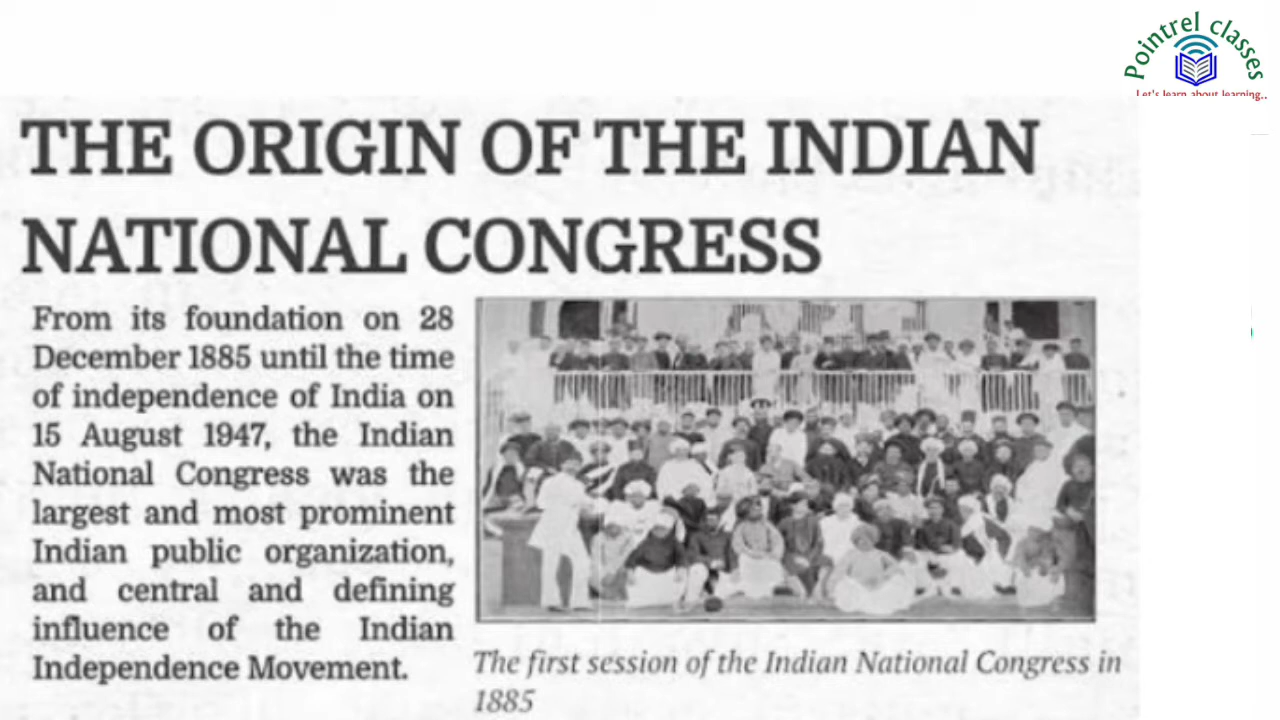 Pointrel classes
Let's learn about learning..
THE ORIGIN OF THE INDIAN
NATIONAL CONGRESS
From its foundation on 28
December 1885 until the time
of independence of India on
15 August 1947, the Indian
National Congress was the
largest and most prominent
Indian public organization,
and central and defining
influence of the Indian
Independence Movement.
The first session of the Indian National Congress in
1885